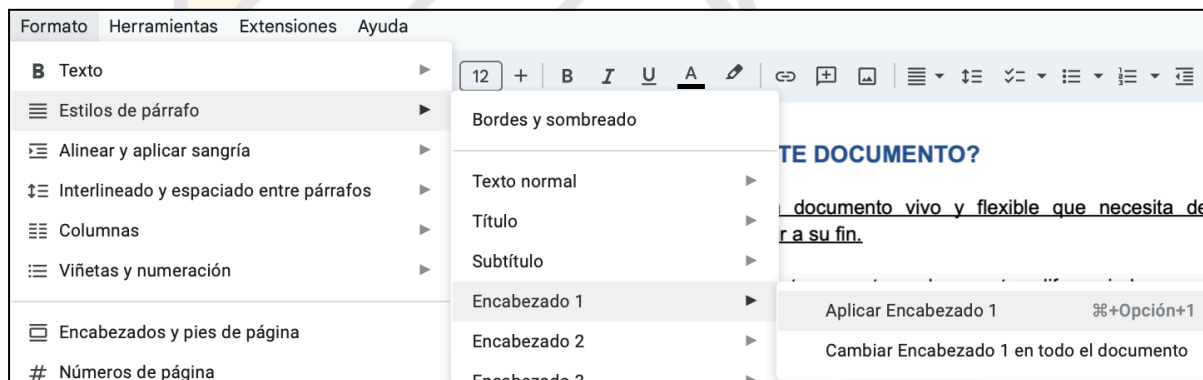 Formato Herramientas Extensiones Ayuda
B Texto
12 + B I U A
Estilos de párrafo
Bordes y sombreado
Alinear y aplicar sangría
TE DOCUMENTO?
Interlineado y espaciado entre párrafos
Texto normal
documento vivo y flexible que necesita de
Columnas
Título
r a su fin.
Viñetas y numeración
Subtítulo
Encabezado 1
Aplicar Encabezado 1 ⌘+Opción+1
Encabezados y pies de página
Encabezado 2
Cambiar Encabezado 1 en todo el documento
# Números de página
Encabezado 3